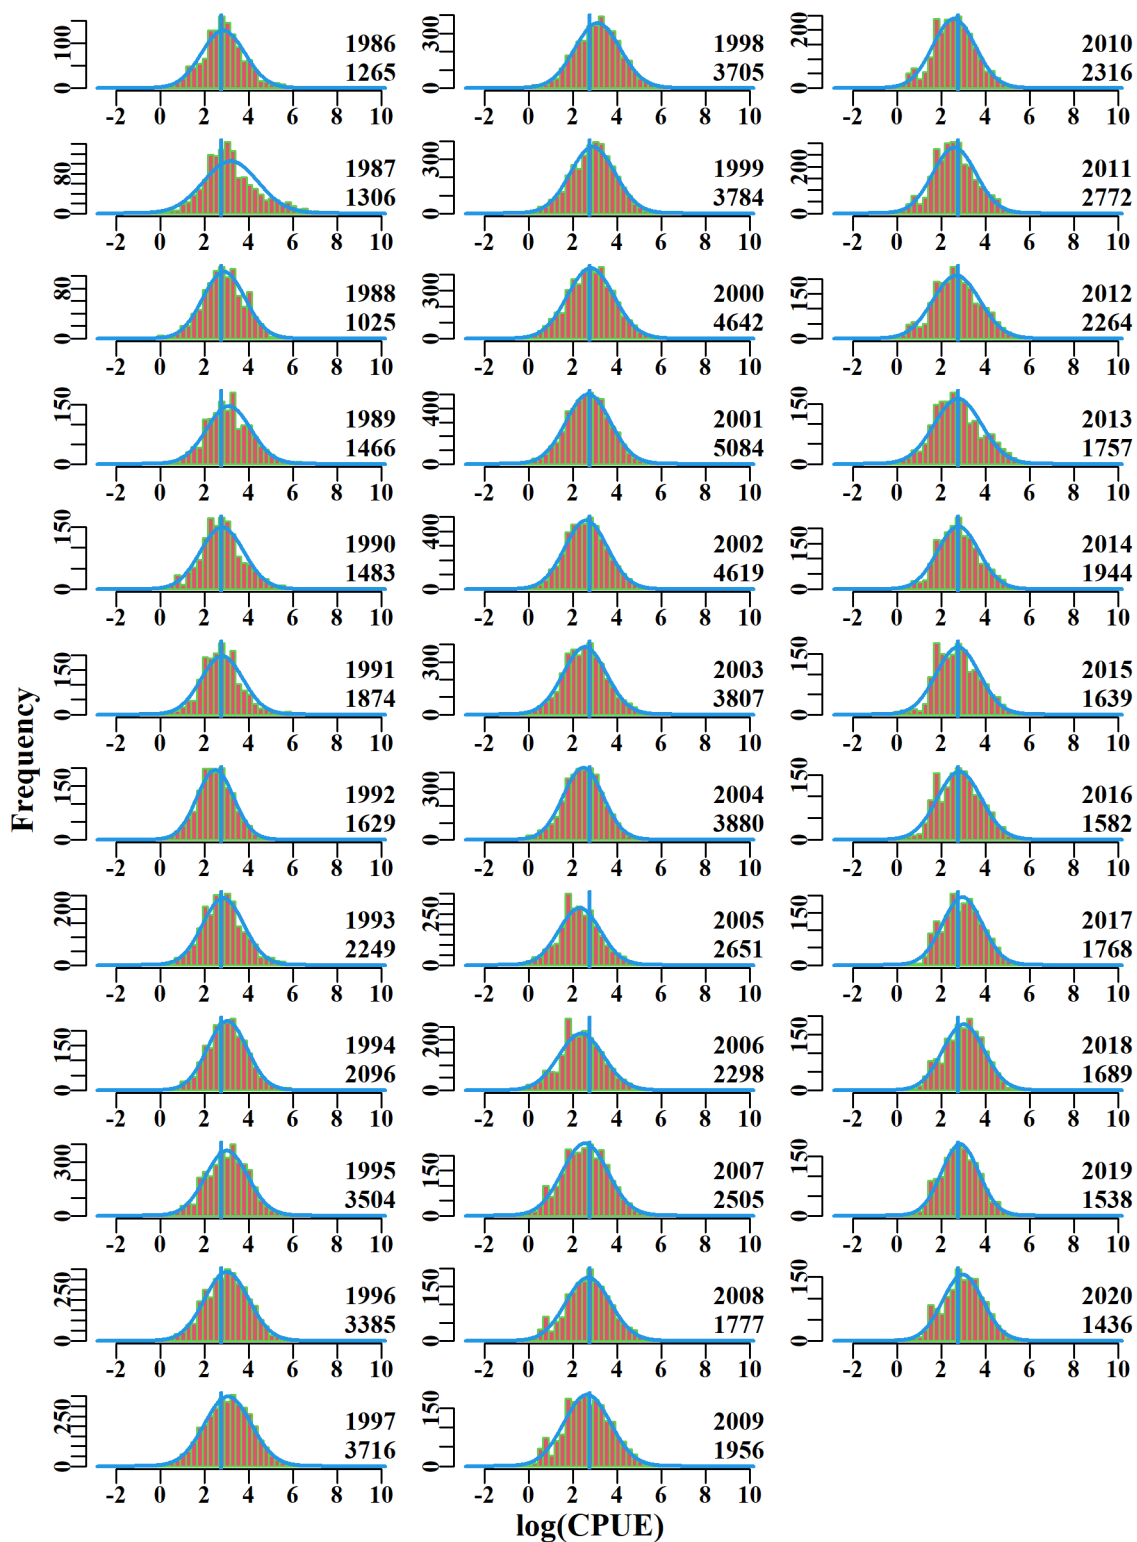 Frequency
0 100
1986
1265
-2 0 2 4 6 8 10
0 80
1987
1306
-2 0 2 4 6 8 10
0 80
1988
1025
-2 0 2 4 6 8 10
0 150
1989
1466
-2 0 2 4 6 8 10
0 150
1990
1483
-2 0 2 4 6 8 10
0 150
1991
1874
-2 0 2 4 6 8 10
0 150
1992
1629
-2 0 2 4 6 8 10
0 200
1993
2249
-2 0 2 4 6 8 10
0 150
1994
2096
-2 0 2 4 6 8 10
0 300
1995
3504
-2 0 2 4 6 8 10
0 250
1996
3385
-2 0 2 4 6 8 10
0 250
1997
3716
-2 0 2 4 6 8 10
0 300
1998
3705
-2 0 2 4 6 8 10
0 300
1999
3784
-2 0 2 4 6 8 10
0 300
2000
4642
-2 0 2 4 6 8 10
0 400
2001
5084
-2 0 2 4 6 8 10
0 400
2002
4619
-2 0 2 4 6 8 10
0 300
2003
3807
-2 0 2 4 6 8 10
0 300
2004
3880
-2 0 2 4 6 8 10
0 250
2005
2651
-2 0 2 4 6 8 10
0 200
2006
2298
-2 0 2 4 6 8 10
0 150
2007
2505
-2 0 2 4 6 8 10
0 150
2008
1777
-2 0 2 4 6 8 10
0 150
2009
1956
-2 0 2 4 6 8 10
0 200
2010
2316
-2 0 2 4 6 8 10
0 200
2011
2772
-2 0 2 4 6 8 10
0 150
2012
2264
-2 0 2 4 6 8 10
0 150
2013
1757
-2 0 2 4 6 8 10
0 150
2014
1944
-2 0 2 4 6 8 10
0 150
2015
1639
-2 0 2 4 6 8 10
0 150
2016
1582
-2 0 2 4 6 8 10
0 150
2017
1768
-2 0 2 4 6 8 10
0 150
2018
1689
-2 0 2 4 6 8 10
0 150
2019
1538
-2 0 2 4 6 8 10
0 150
2020
1436
-2 0 2 4 6 8 10
log(CPUE)